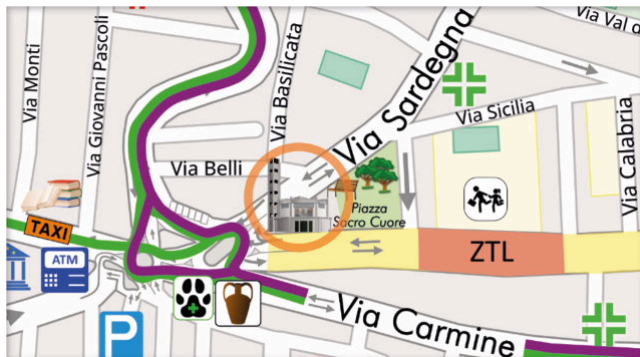 Via Val d
Via Monti
Via Giovanni Pascoli
Via Basilicata
Via Sardegna
Via Sicilia
Via Calabria
Via Belli
Piazza
Sacro Cuore
TAXI
ATM
ZTL
P
Via Carmine